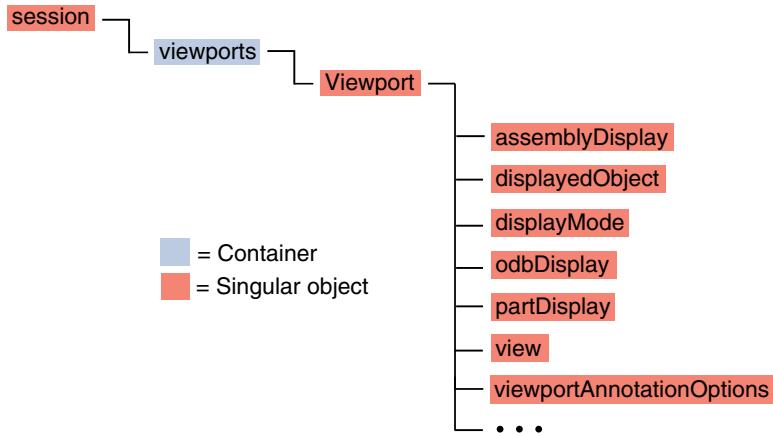 session
viewports
Viewport
assemblyDisplay
displayedObject
displayMode
odbDisplay
partDisplay
view
viewportAnnotationOptions
• • •
= Container
= Singular object